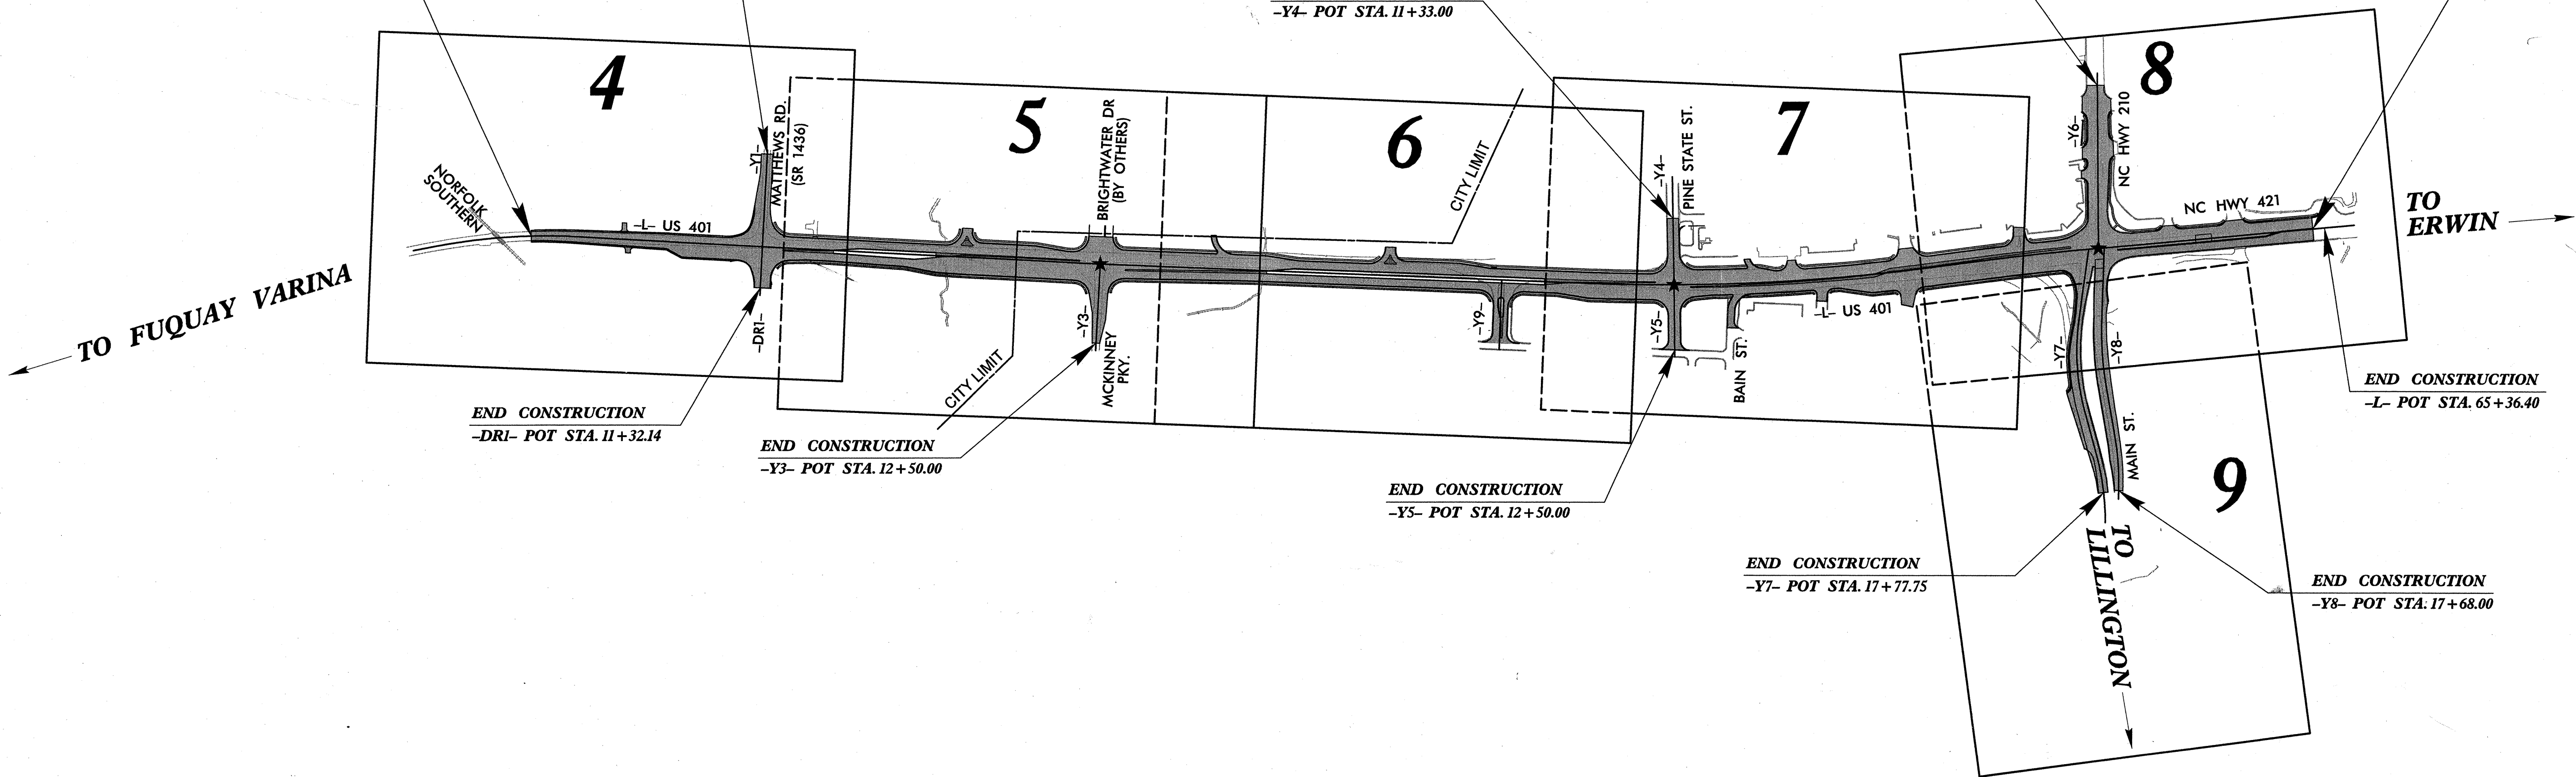 –Y4– POT STA. 11+33.00
4
5
6
7
8
9
NORFOLK
SOUTHERN
–L– US 401
–Y1–
MATTHEWS RD.
(SR 1436)
–DR1–
BRIGHTWATER DR
(BY OTHERS)
–Y3–
MCKINNEY
PKY.
CITY LIMIT
CITY LIMIT
–Y9–
–Y4–
PINE STATE ST.
–Y5–
BAIN ST.
–L– US 401
–Y6–
NC HWY 210
NC HWY 421
–Y7–
–Y8–
MAIN ST.
TO
ERWIN
TO FUQUAY VARINA
TO
LILLINGTON
END CONSTRUCTION
–DR1– POT STA. 11+32.14
END CONSTRUCTION
–Y3– POT STA. 12+50.00
END CONSTRUCTION
–Y5– POT STA. 12+50.00
END CONSTRUCTION
–L– POT STA. 65+36.40
END CONSTRUCTION
–Y7– POT STA. 17+77.75
END CONSTRUCTION
–Y8– POT STA. 17+68.00